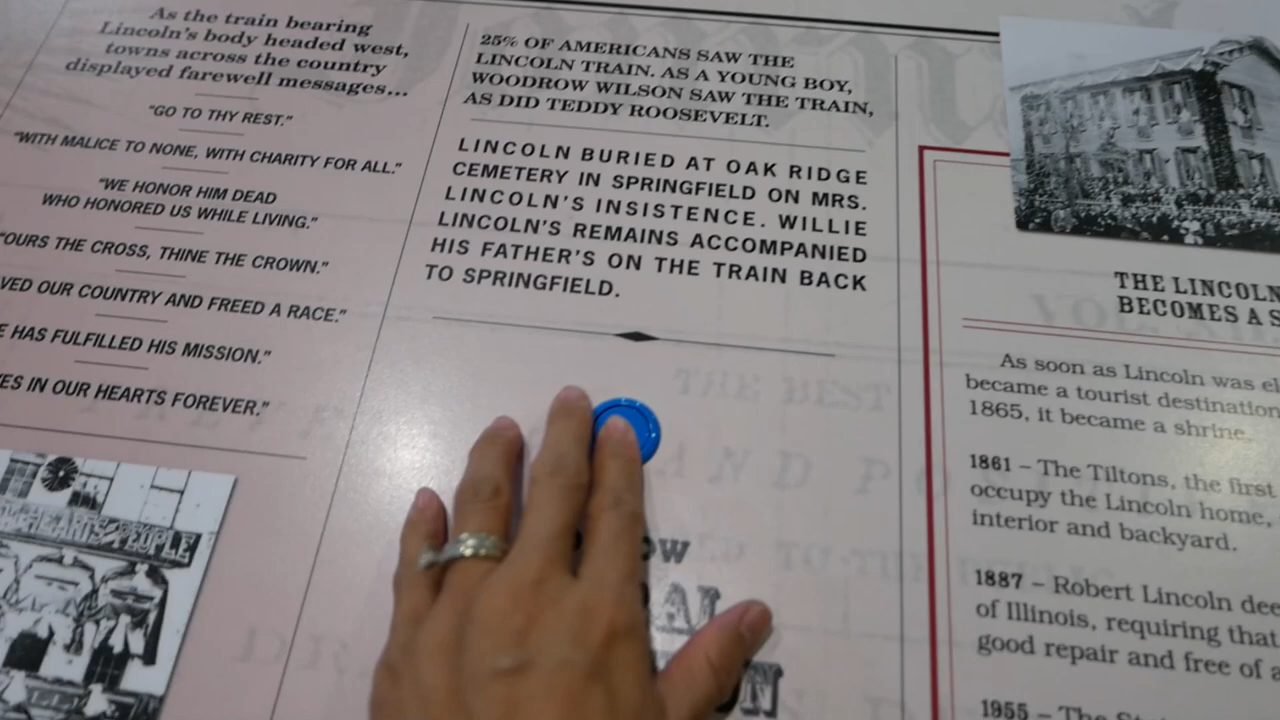 As the train bearing
Lincoln's body headed west,
towns across the country
displayed farewell messages...
"GO TO THY REST."
"WITH MALICE TO NONE, WITH CHARITY FOR ALL."
"WE HONOR HIM DEAD
WHO HONORED US WHILE LIVING."
"OURS THE CROSS, THINE THE CROWN."
OUR COUNTRY AND FREED A RACE."
HAS FULFILLED HIS MISSION."
IN OUR HEARTS FOREVER."
PEOPLE
25% OF AMERICANS SAW THE
LINCOLN TRAIN. AS A YOUNG BOY,
WOODROW WILSON SAW THE TRAIN,
AS DID TEDDY ROOSEVELT.
LINCOLN BURIED AT OAK RIDGE
CEMETERY IN SPRINGFIELD ON MRS.
LINCOLN'S INSISTENCE. WILLIE
LINCOLN'S REMAINS ACCOMPANIED
HIS FATHER'S ON THE TRAIN BACK
TO SPRINGFIELD.
THE BEST
THE LINCOLN
BECOMES A S
As soon as Lincoln was el
became a tourist destination
1865, it became a shrine.
1861 – The Tiltons, the first
occupy the Lincoln home,
interior and backyard.
1887 – Robert Lincoln dee
of Illinois, requiring that
good repair and free of a
1955 – The